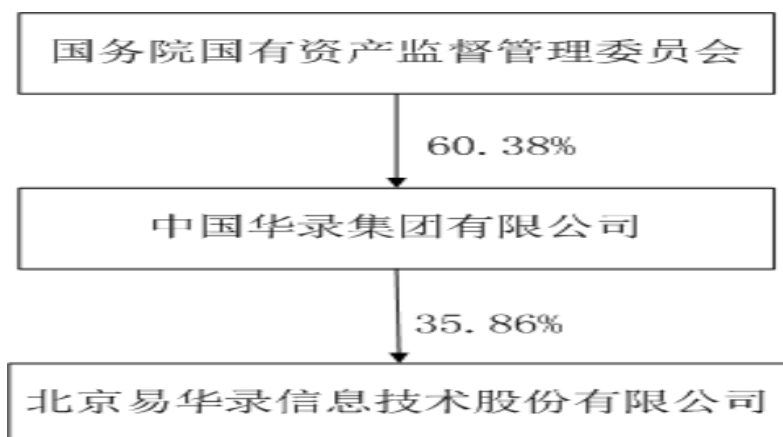 国务院国有资产监督管理委员会
60.38%
中国华录集团有限公司
35.86%
北京易华录信息技术股份有限公司